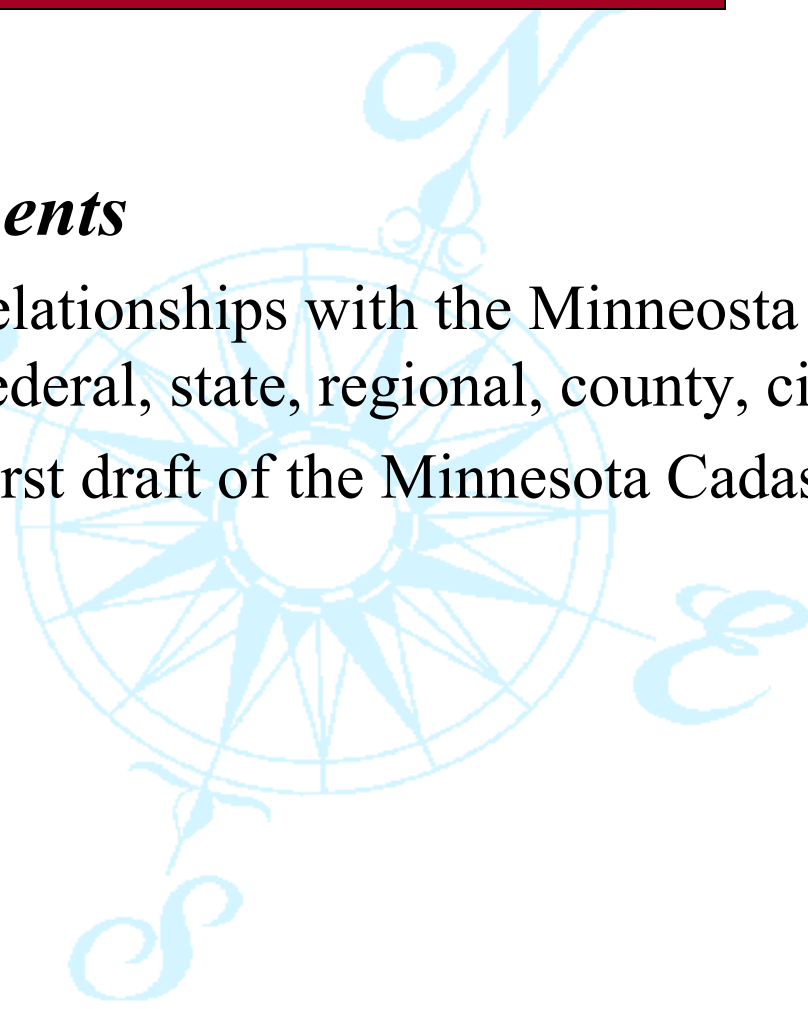 N
ents
elationships with the Minneosta
ederal, state, regional, county, ci
rst draft of the Minnesota Cadas
E
S